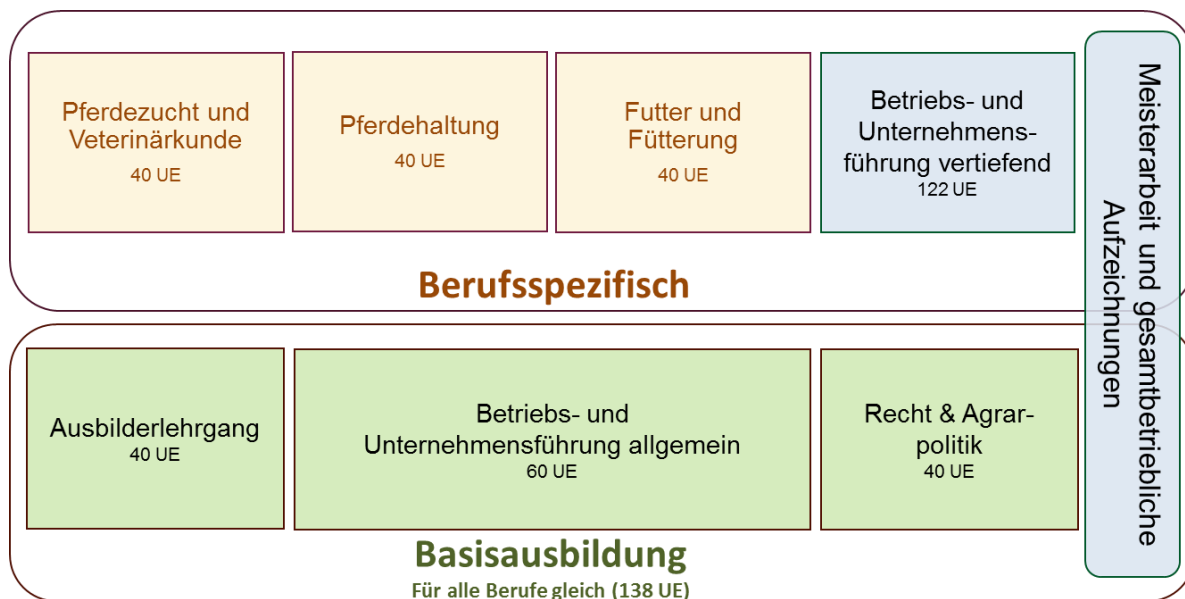 Pferdezucht und
Veterinärkunde
40 UE
Pferdehaltung
40 UE
Futter und
Fütterung
40 UE
Betriebs- und
Unternehmens-
führung vertiefend
122 UE
Berufsspezifisch
Meisterarbeit und gesamtbetriebliche
Aufzeichnungen
Ausbilderlehrgang
40 UE
Betriebs- und
Unternehmensführung allgemein
60 UE
Recht & Agrar-
politik
40 UE
Basisausbildung
Für alle Berufe gleich (138 UE)